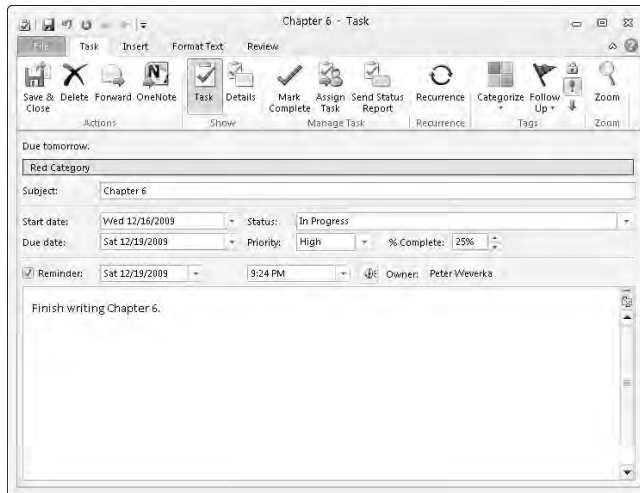 Chapter 6 - Task
File Task Insert Format Text Review
Save & Close Delete Forward OneNote Task Details Mark Complete Assign Task Send Status Report Recurrence Categorize Follow Up Zoom
Actions Show Manage Task Recurrence Tags Zoom
Due tomorrow.
Red Category
Subject: Chapter 6
Start date: Wed 12/16/2009 Status: In Progress
Due date: Sat 12/19/2009 Priority: High % Complete: 25%
Reminder: Sat 12/19/2009 9:24 PM Owner: Peter Weverka
Finish writing Chapter 6.